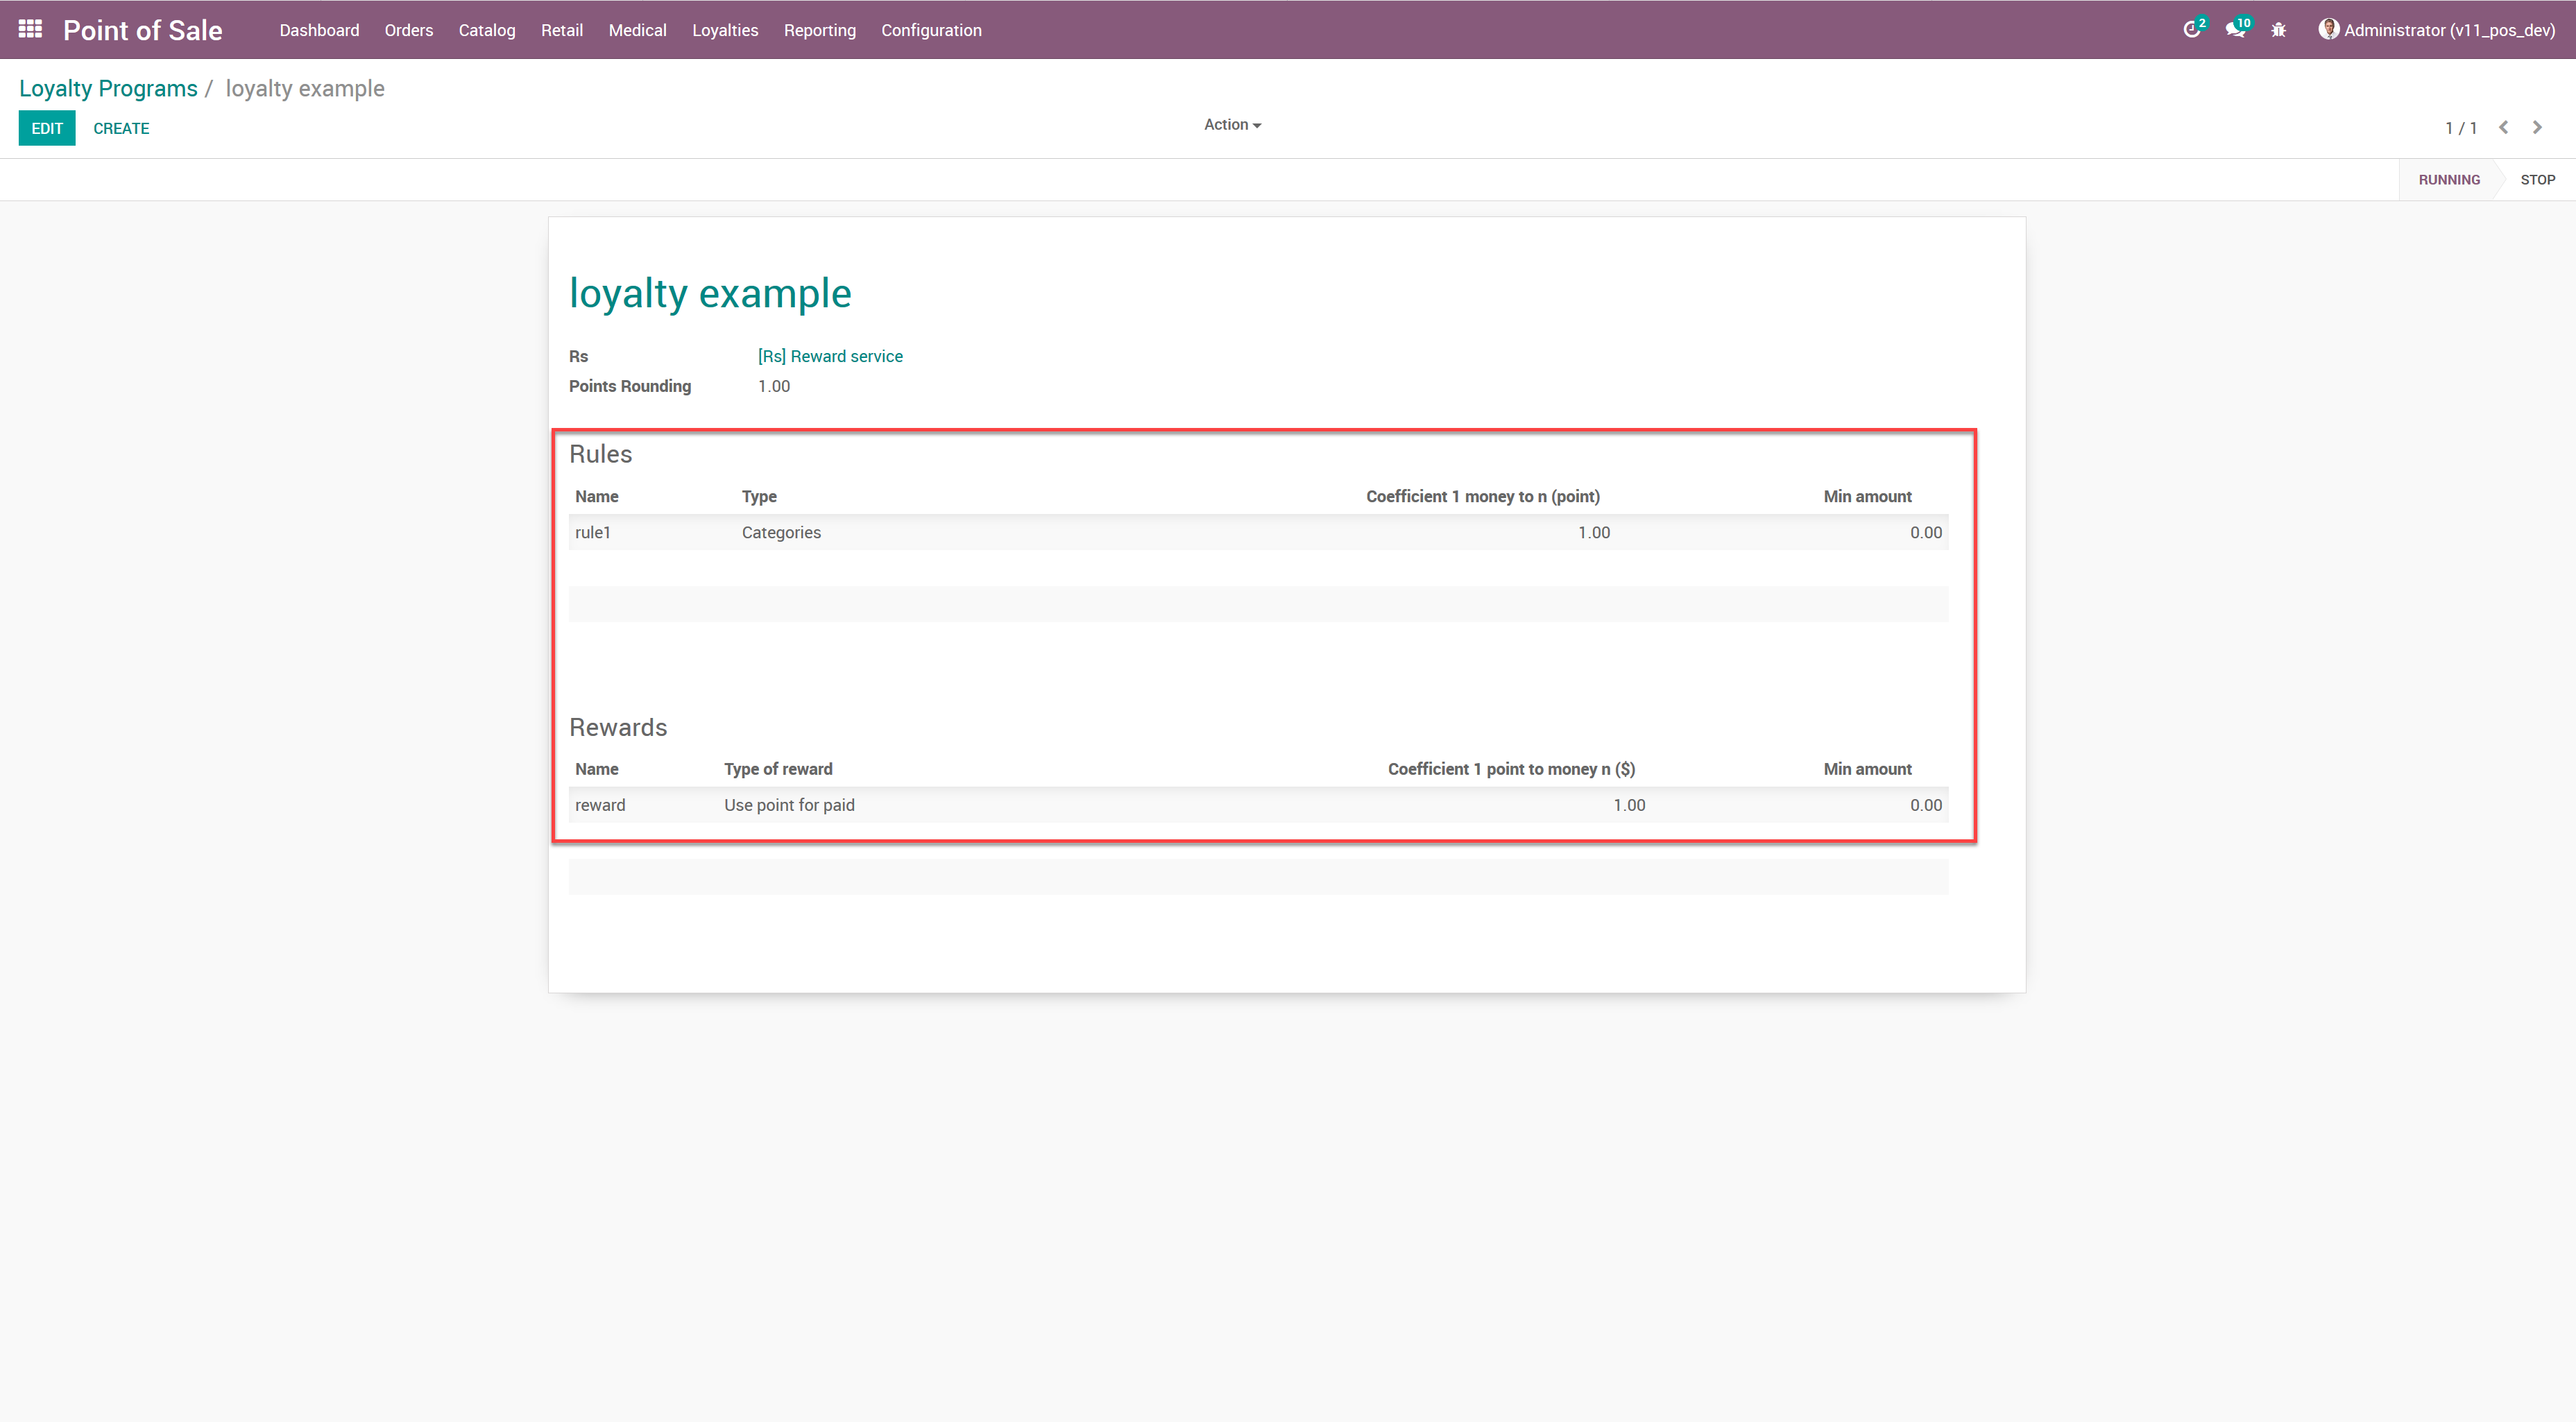 Point of Sale Dashboard Orders Catalog Retail Medical Loyalties Reporting Configuration 2 10 Administrator (v11_pos_dev)
Loyalty Programs / loyalty example
EDIT CREATE Action 1 / 1
RUNNING STOP
loyalty example
Rs [Rs] Reward service
Points Rounding 1.00
Rules
Name Type Coefficient 1 money to n (point) Min amount
rule1 Categories 1.00 0.00
Rewards
Name Type of reward Coefficient 1 point to money n ($) Min amount
reward Use point for paid 1.00 0.00